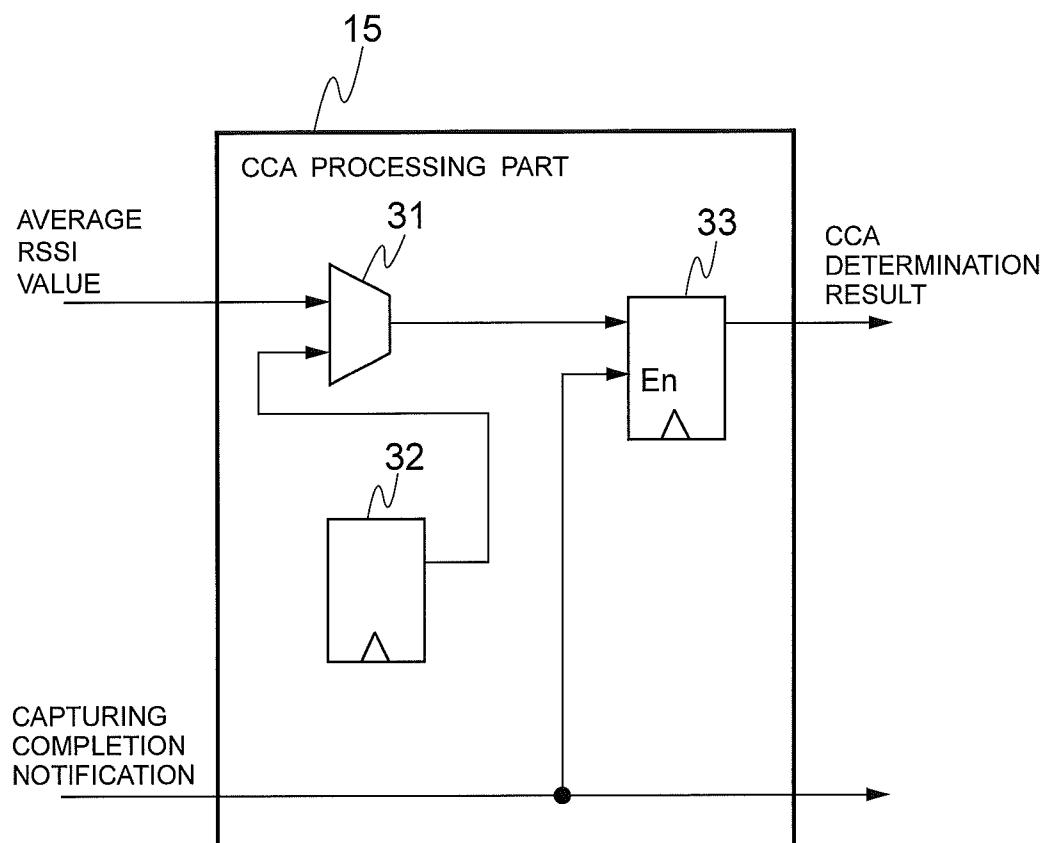 15
CCA PROCESSING PART
AVERAGE
RSSI
VALUE
31
33
CCA
DETERMINATION
RESULT
En
32
CAPTURING
COMPLETION
NOTIFICATION